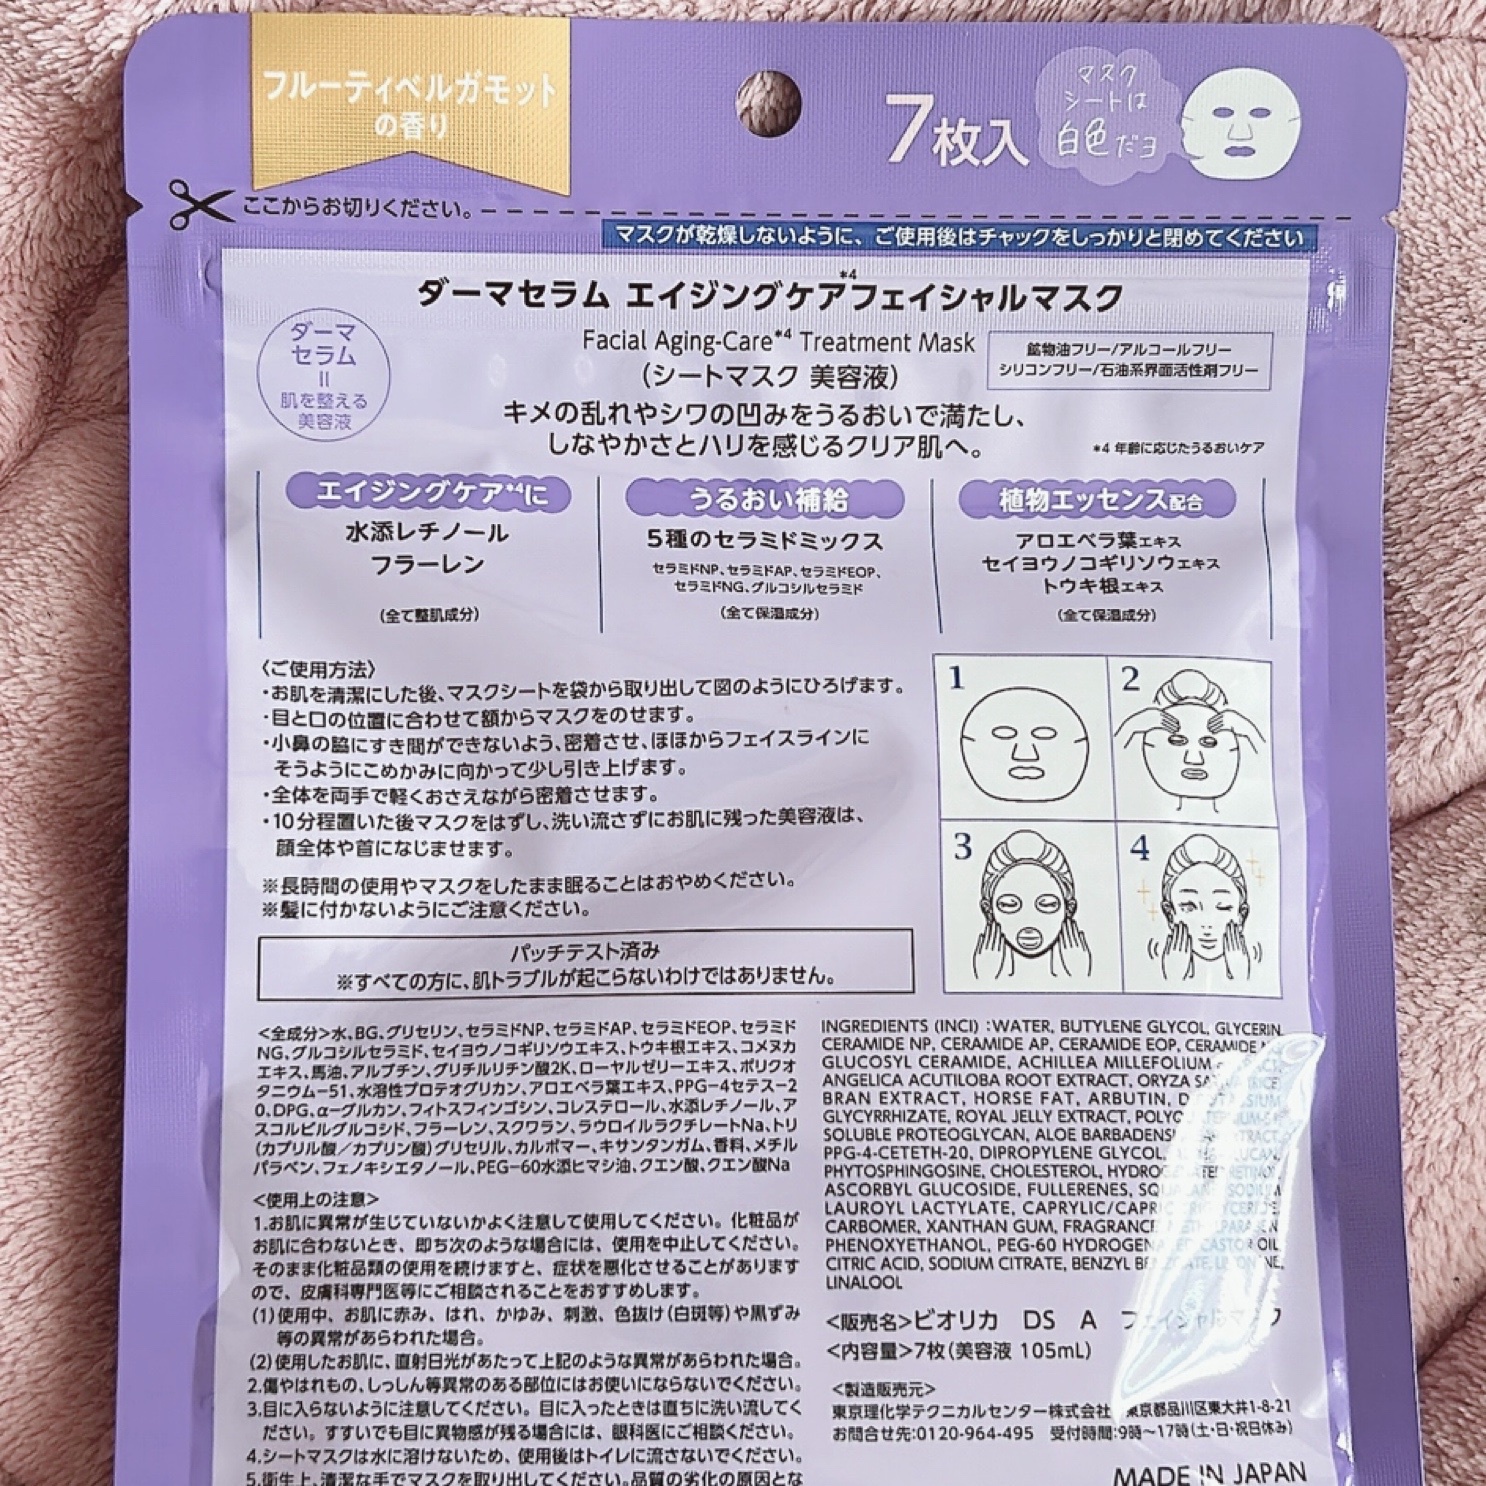 フルーティベルガモット
の香り
7枚入
マスク
シートは
白色だヨ
ここからお切りください。
マスクが乾燥しないように、ご使用後はチャックをしっかりと閉めてください
ダーマセラム エイジングケア*4フェイシャルマスク
Facial Aging-Care*4 Treatment Mask
(シートマスク 美容液)
鉱物油フリー/アルコールフリー
シリコンフリー/石油系界面活性剤フリー
ダーマ
セラム
=
肌を整える
美容液
キメの乱れやシワの凹みをうるおいで満たし、
しなやかさとハリを感じるクリア肌へ。
*4 年齢に応じたうるおいケア
エイジングケア*4に
水添レチノール
フラーレン
(全て整肌成分)
うるおい補給
5種のセラミドミックス
セラミドNP、セラミドAP、セラミドEOP、
セラミドNG、グルコシルセラミド
(全て保湿成分)
植物エッセンス配合
アロエベラ葉エキス
セイヨウノコギリソウエキス
トウキ根エキス
(全て保湿成分)
〈ご使用方法〉
・お肌を清潔にした後、マスクシートを袋から取り出して図のようにひろげます。
・目と口の位置に合わせて額からマスクをのせます。
・小鼻の脇にすき間ができないよう、密着させ、ほほからフェイスラインに
そうようにこめかみに向かって少し引き上げます。
・全体を両手で軽くおさえながら密着させます。
・10分程置いた後マスクをはずし、洗い流さずにお肌に残った美容液は、
顔全体や首になじませます。
※長時間の使用やマスクをしたまま眠ることはおやめください。
※髪に付かないようにご注意ください。
1
2
3
4
パッチテスト済み
※すべての方に、肌トラブルが起こらないわけではありません。
<全成分>水、BG、グリセリン、セラミドNP、セラミドAP、セラミドEOP、セラミド
NG、グルコシルセラミド、セイヨウノコギリソウエキス、トウキ根エキス、コメヌカ
エキス、馬油、アルブチン、グリチルリチン酸2K、ローヤルゼリーエキス、ポリクオ
タニウム-51、水溶性プロテオグリカン、アロエベラ葉エキス、PPG-4セテス-2
0、DPG、α-グルカン、フィトスフィンゴシン、コレステロール、水添レチノール、ア
スコルビルグルコシド、フラーレン、スクワラン、ラウロイルラクチレートNa、トリ
(カプリル酸/カプリン酸)グリセリル、カルボマー、キサンタンガム、香料、メチル
パラベン、フェノキシエタノール、PEG-60水添ヒマシ油、クエン酸、クエン酸Na
<使用上の注意>
1.お肌に異常が生じていないかよく注意して使用してください。化粧品が
お肌に合わないとき、即ち次のような場合には、使用を中止してください。
そのまま化粧品類の使用を続けますと、症状を悪化させることがあります
ので、皮膚科専門医等にご相談されることをおすすめします。
(1)使用中、お肌に赤み、はれ、かゆみ、刺激、色抜け(白斑等)や黒ずみ
等の異常があらわれた場合。
(2)使用したお肌に、直射日光があたって上記のような異常があらわれた場合。
2.傷やはれもの、しっしん等異常のある部位にはお使いにならないでください。
3.目に入らないように注意してください。目に入ったときは直ちに洗い流してく
ださい。すすいでも目に異物感が残る場合には、眼科医にご相談ください。
4.シートマスクは水に溶けないため、使用後はトイレに流さないでください。
5.衛生上、清潔な手でマスクを取り出してください。品質の劣化の原因とな
INGREDIENTS (INCI) :WATER, BUTYLENE GLYCOL, GLYCERIN,
CERAMIDE NP, CERAMIDE AP, CERAMIDE EOP, CERAMIDE
GLUCOSYL CERAMIDE, ACHILLEA MILLEFOLIUM
ANGELICA ACUTILOBA ROOT EXTRACT, ORYZA SATIVA (RICE)
BRAN EXTRACT, HORSE FAT, ARBUTIN,
GLYCYRRHIZATE, ROYAL JELLY EXTRACT,
SOLUBLE PROTEOGLYCAN, ALOE
PPG-4-CETETH-20, DIPROPYLENE GLYCOL,
PHYTOSPHINGOSINE, CHOLESTEROL, HYDROGENATED RETINOL,
ASCORBYL GLUCOSIDE, FULLERENES, SODIUM
LAUROYL LACTYLATE,
CARBOMER, XANTHAN GUM, FRAGRANCE,
PHENOXYETHANOL, PEG-60 HYDROGENATED CASTOR OIL,
CITRIC ACID, SODIUM CITRATE, BENZYL
LINALOOL
<販売名>ビオリカ DS A フェイシャルマスク
<内容量>7枚(美容液 105mL)
<製造販売元>
東京理化学テクニカルセンター株式会社 東京都品川区東大井1-8-21
お問合せ先:0120-964-495 受付時間:9時〜17時(土・日・祝日休み)
MADE IN JAPAN